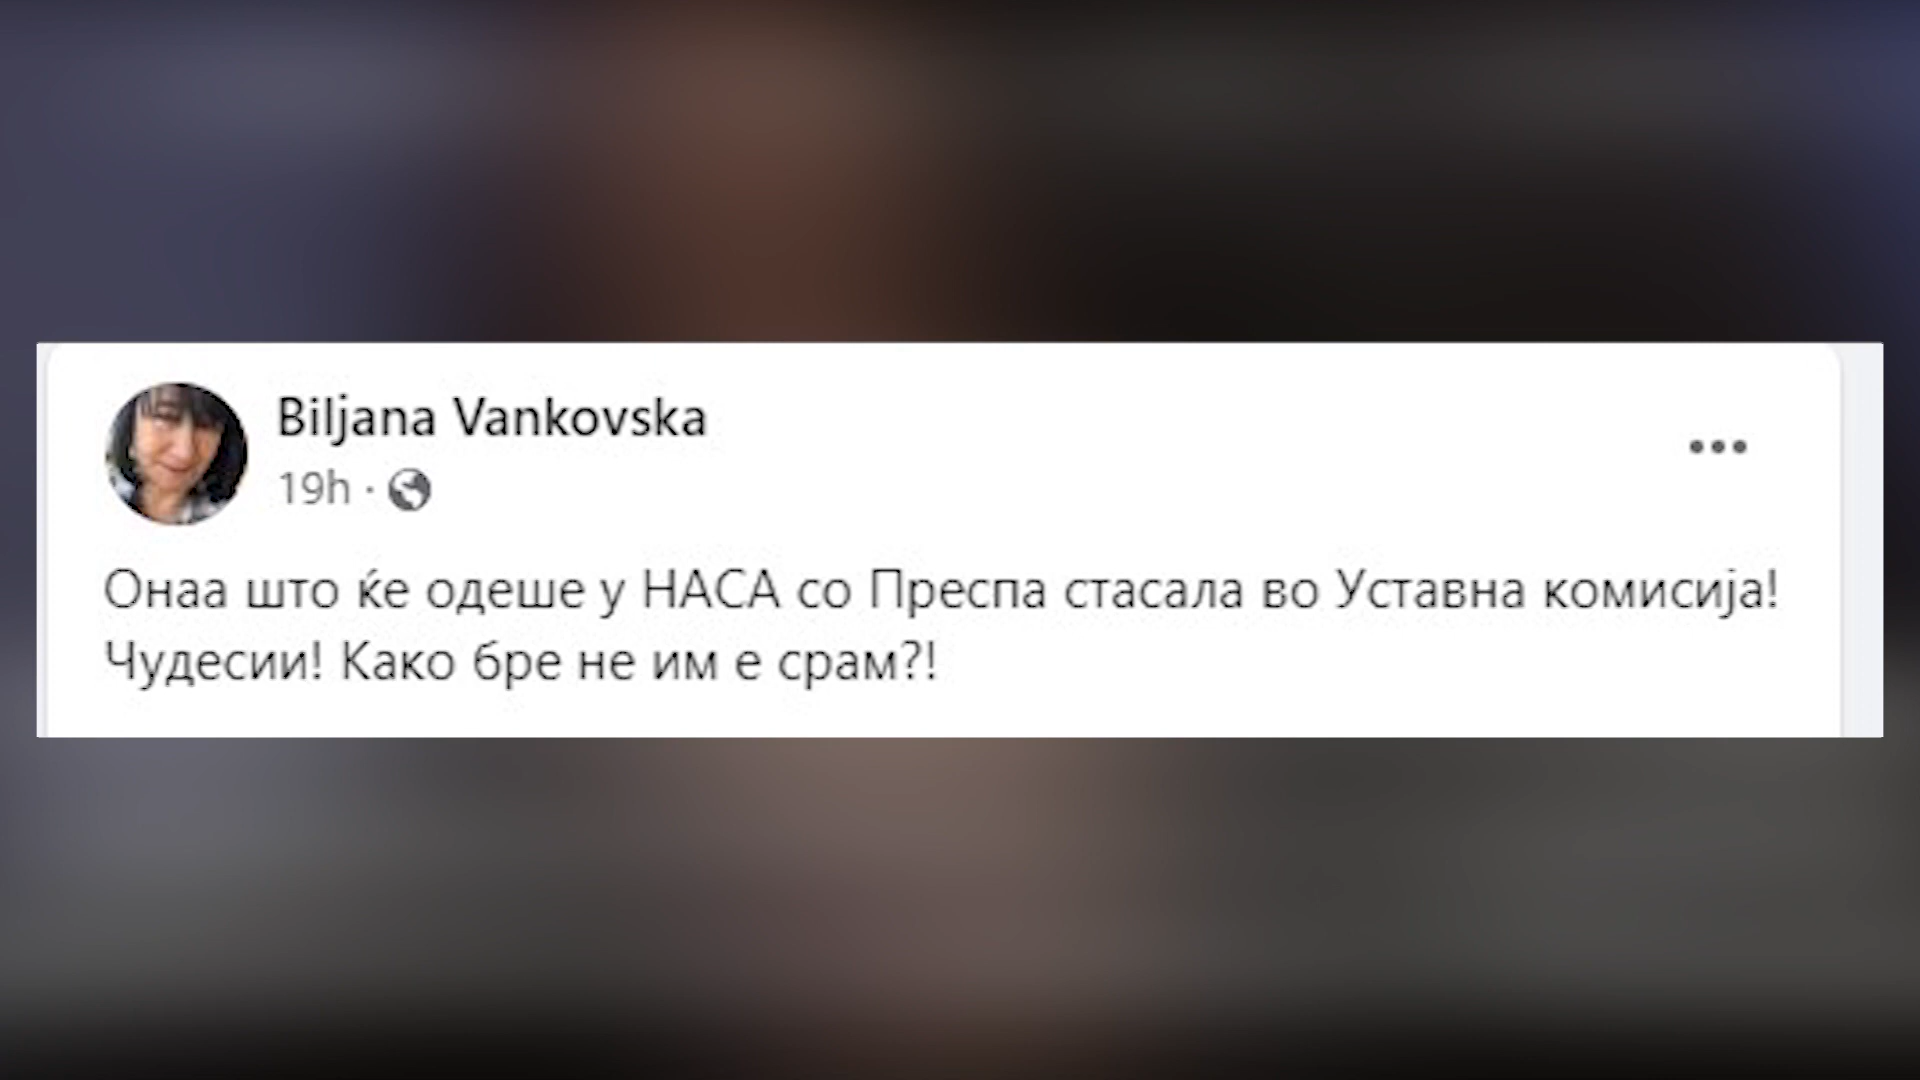 Biljana Vankovska
19h ·
Онаа што ќе одеше у НАСА со Преспа стасала во Уставна комисија!
Чудесии! Како бре не им е срам?!